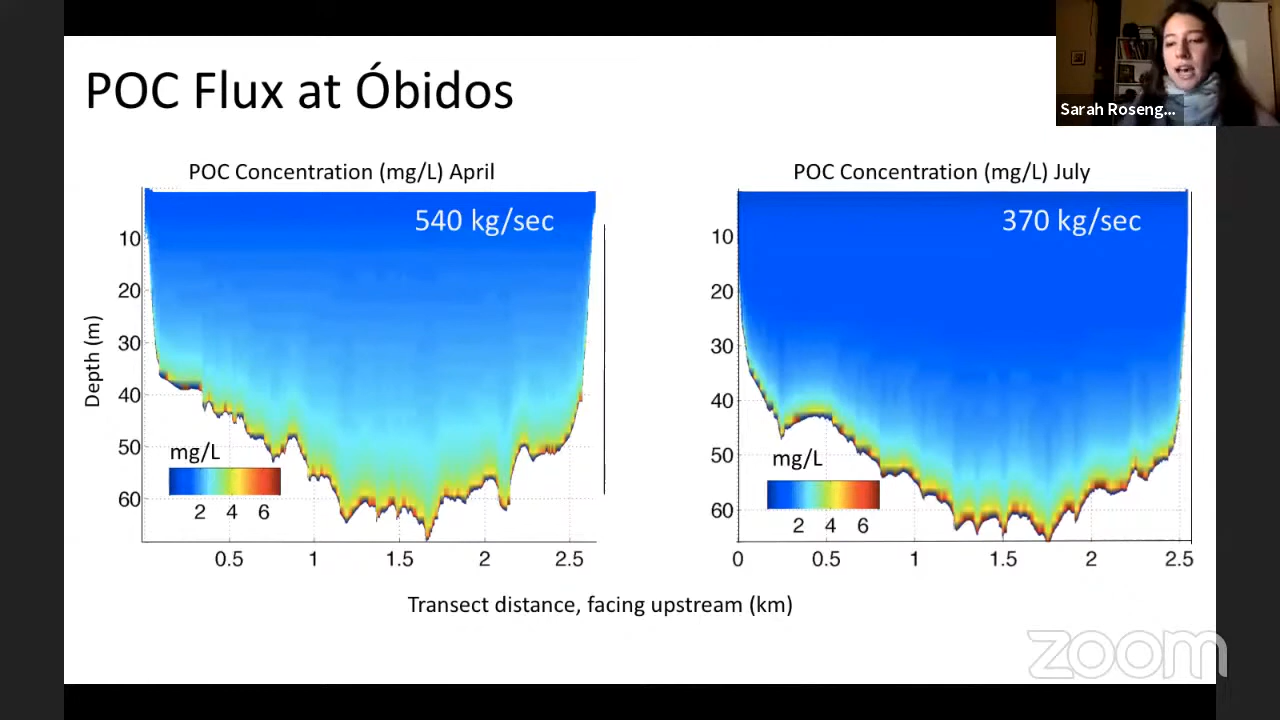 POC Flux at Óbidos
Sarah Roseng...
POC Concentration (mg/L) April
540 kg/sec
10
20
30
40
50
60
Depth (m)
mg/L
2 4 6
0.5 1 1.5 2 2.5
POC Concentration (mg/L) July
370 kg/sec
10
20
30
40
50
60
mg/L
2 4 6
0 0.5 1 1.5 2 2.5
Transect distance, facing upstream (km)
zoom